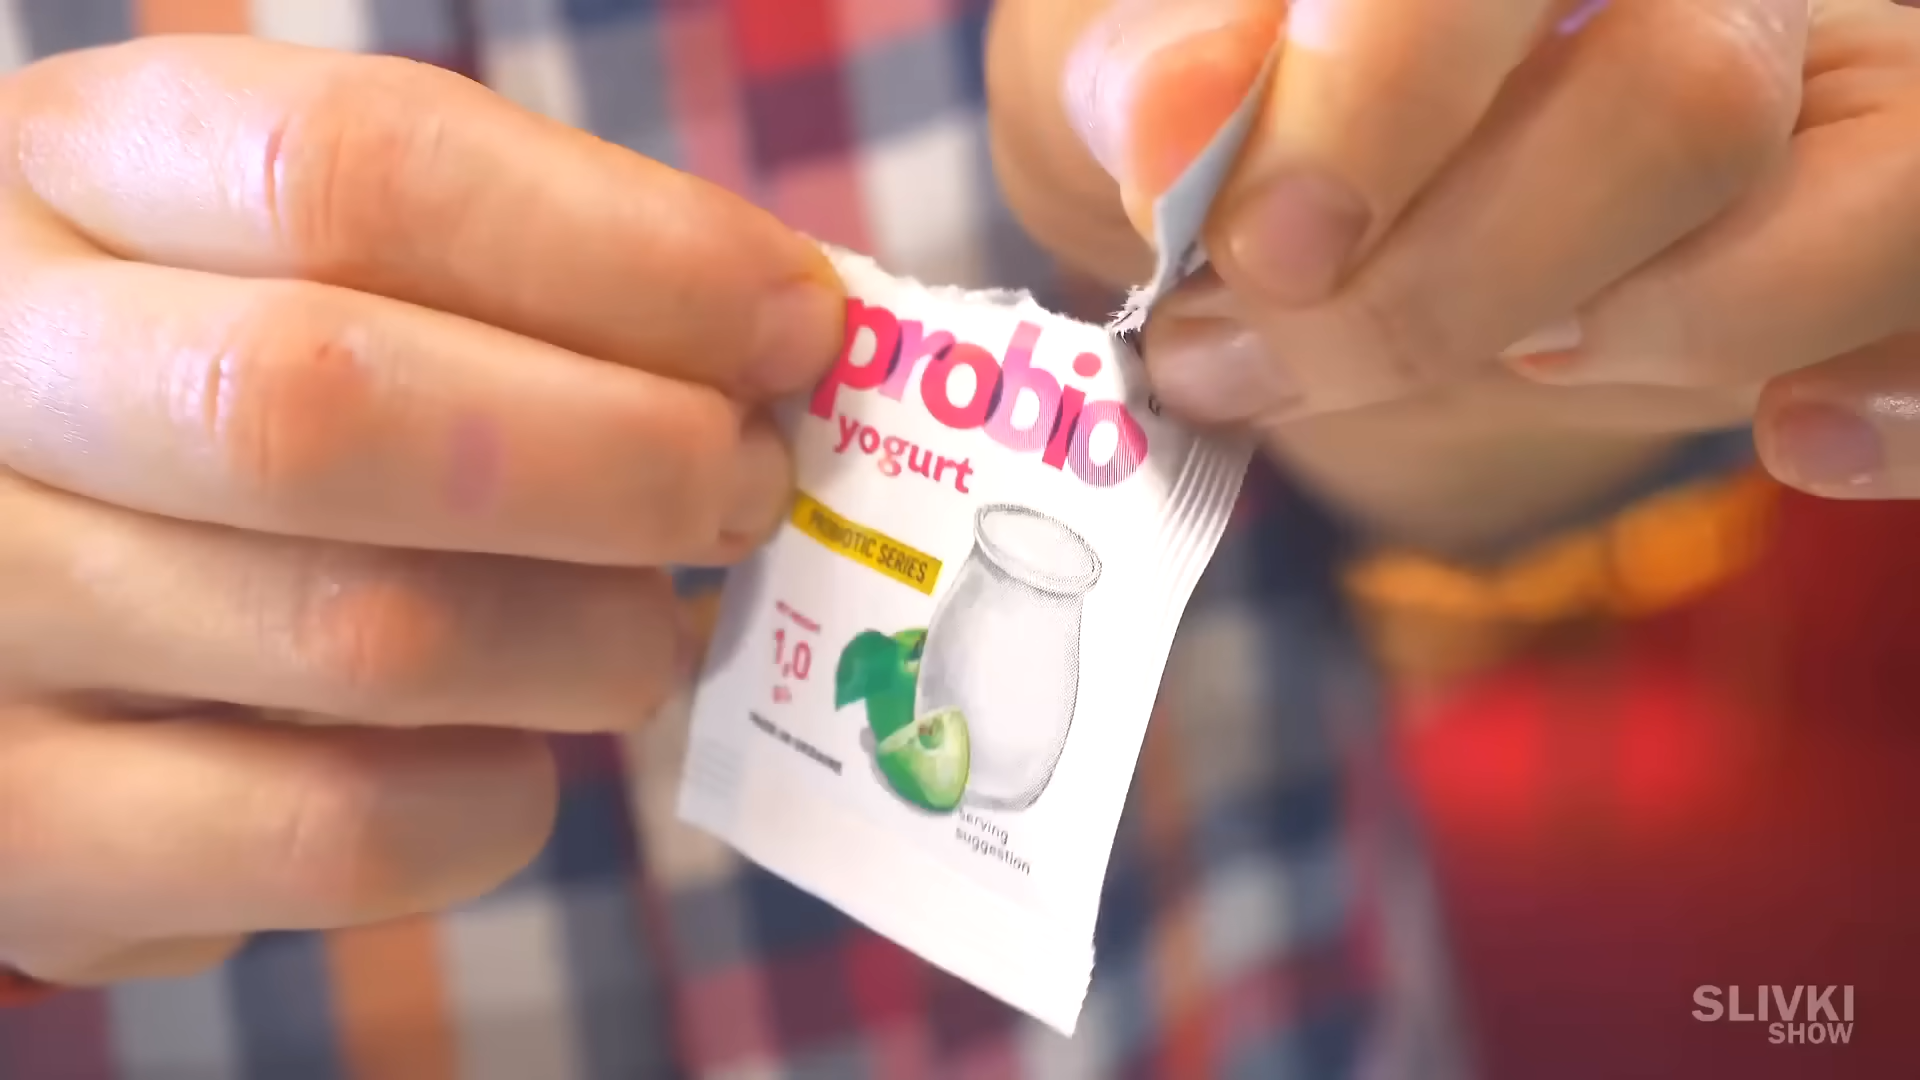 probio
yogurt
PROBIOTIC SERIES
1,0
serving
suggestion
SLIVKI
SHOW